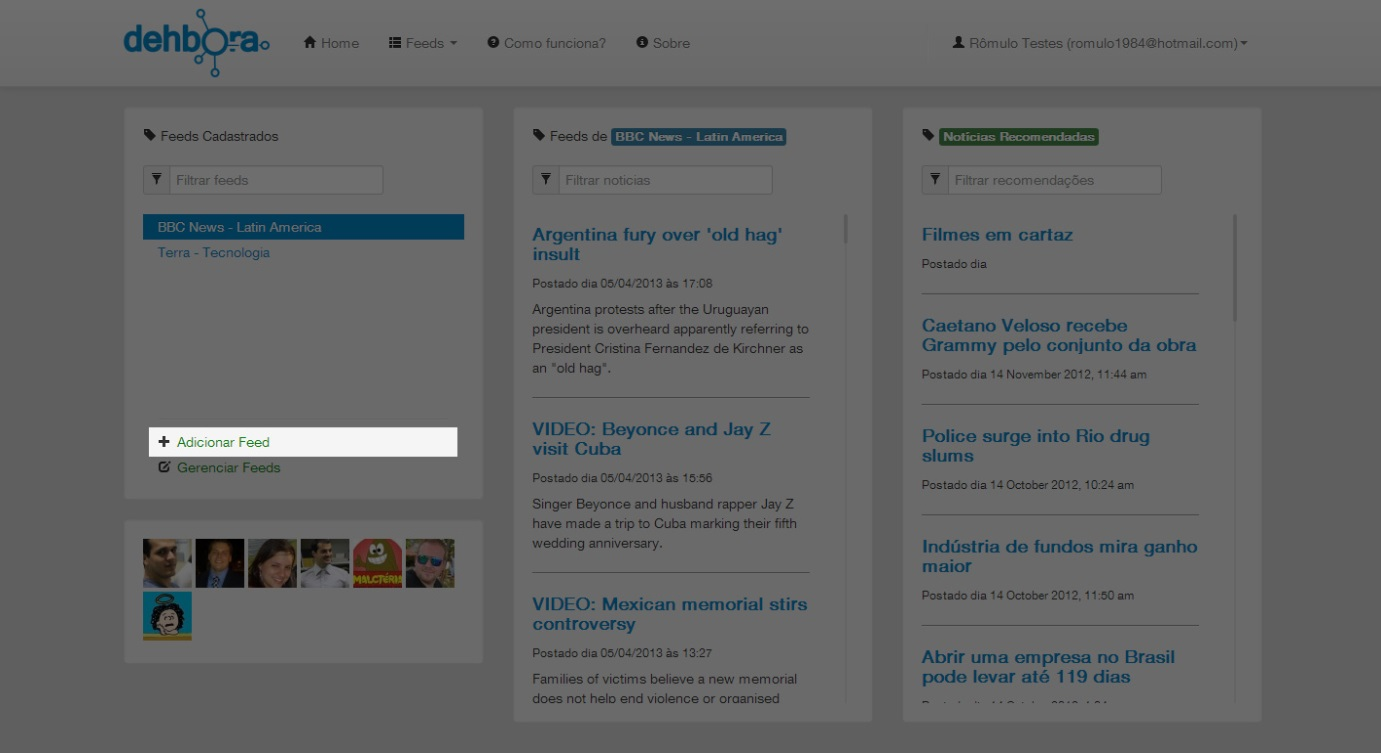 dehbora
Home
Feeds
Como funciona?
Sobre
Rômulo Testes (romulo1984@hotmail.com)
Feeds Cadastrados
Filtrar feeds
BBC News - Latin America
Terra - Tecnologia
Adicionar Feed
Gerenciar Feeds
MALCTÉRIA
Feeds de BBC News - Latin America
Filtrar noticias
Argentina fury over 'old hag'
insult
Postado dia 05/04/2013 às 17:08
Argentina protests after the Uruguayan
president is overheard apparently referring to
President Cristina Fernandez de Kirchner as
an "old hag".
VIDEO: Beyonce and Jay Z
visit Cuba
Postado dia 05/04/2013 às 15:56
Singer Beyonce and husband rapper Jay Z
have made a trip to Cuba marking their fifth
wedding anniversary.
VIDEO: Mexican memorial stirs
controversy
Postado dia 05/04/2013 às 13:27
Families of victims believe a new memorial
does not help end violence or organised
Notícias Recomendadas
Filtrar recomendações
Filmes em cartaz
Postado dia
Caetano Veloso recebe
Grammy pelo conjunto da obra
Postado dia 14 November 2012, 11:44 am
Police surge into Rio drug
slums
Postado dia 14 October 2012, 10:24 am
Indústria de fundos mira ganho
maior
Postado dia 14 October 2012, 11:50 am
Abrir uma empresa no Brasil
pode levar até 119 dias